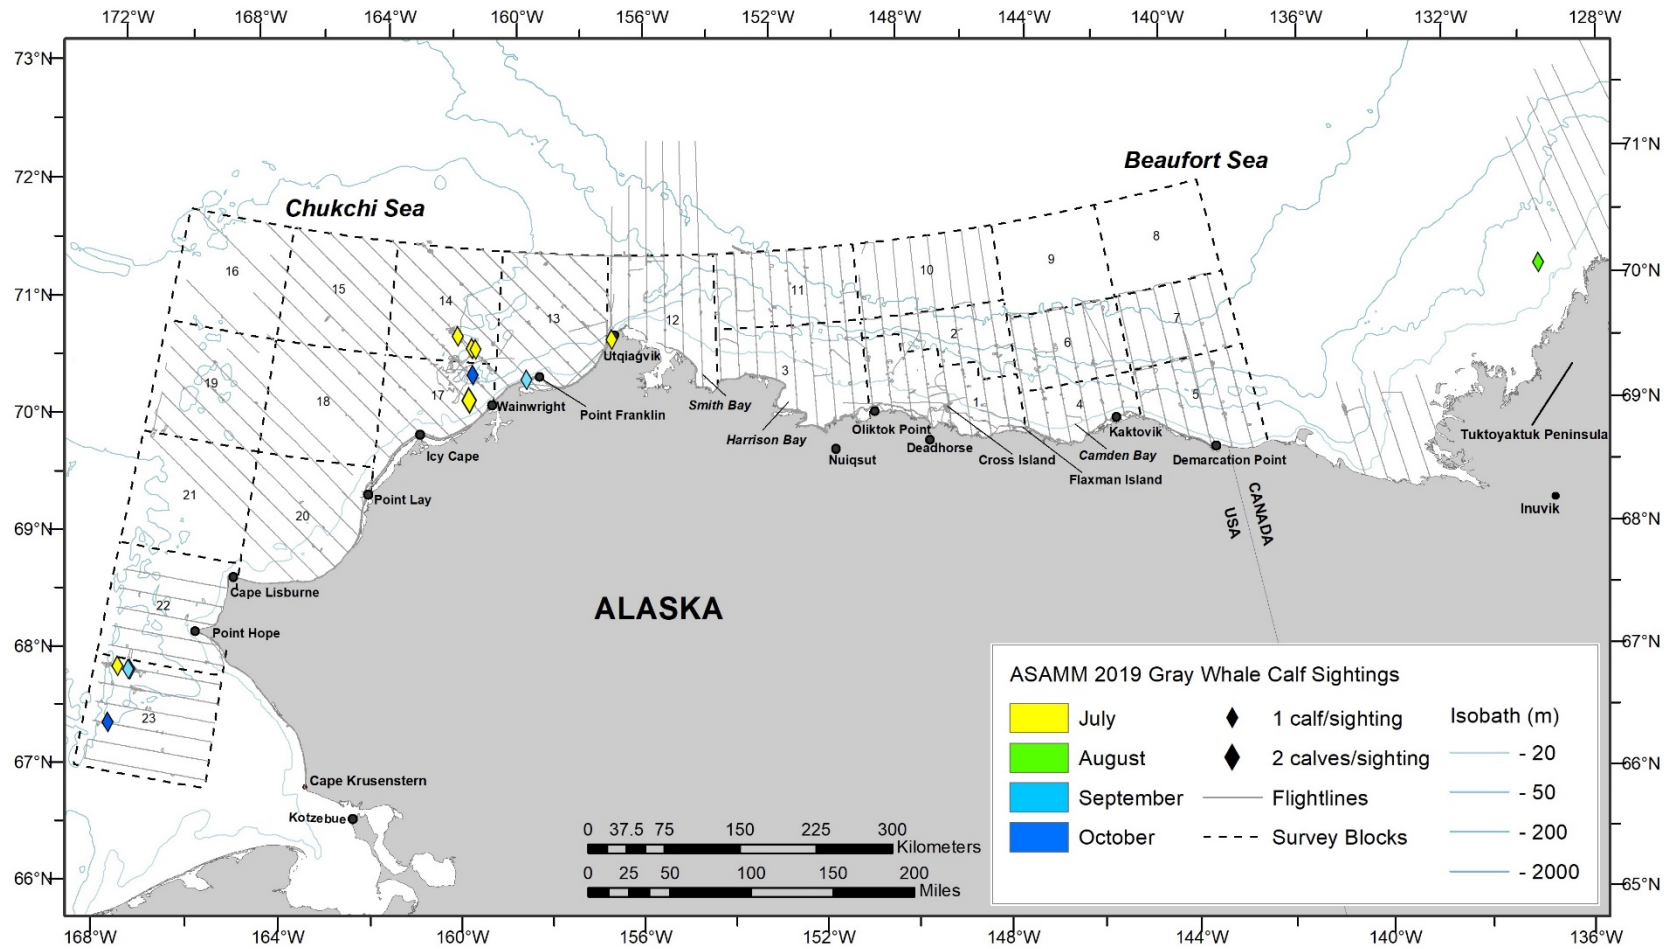 172°W 168°W 164°W 160°W 156°W 152°W 148°W 144°W 140°W 136°W 132°W 128°W
73°N
72°N
71°N
70°N
69°N
68°N
67°N
66°N
71°N
70°N
69°N
68°N
67°N
66°N
65°N
Chukchi Sea
Beaufort Sea
16
15
14
13
12
11
10
9
8
7
6
5
4
3
2
1
17
18
19
20
21
22
23
Utqiaġvik
Wainwright
Point Franklin
Smith Bay
Harrison Bay
Icy Cape
Point Lay
Cape Lisburne
Point Hope
Cape Krusenstern
Kotzebue
Nuiqsut
Oliktok Point
Deadhorse
Cross Island
Flaxman Island
Camden Bay
Kaktovik
Demarcation Point
Tuktoyaktuk Peninsula
Inuvik
USA
CANADA
ALASKA
ASAMM 2019 Gray Whale Calf Sightings
July
August
September
October
1 calf/sighting
2 calves/sighting
Flightlines
Survey Blocks
Isobath (m)
- 20
- 50
- 200
- 2000
0 37.5 75 150 225 300
Kilometers
0 25 50 100 150 200
Miles
168°W 164°W 160°W 156°W 152°W 148°W 144°W 140°W 136°W